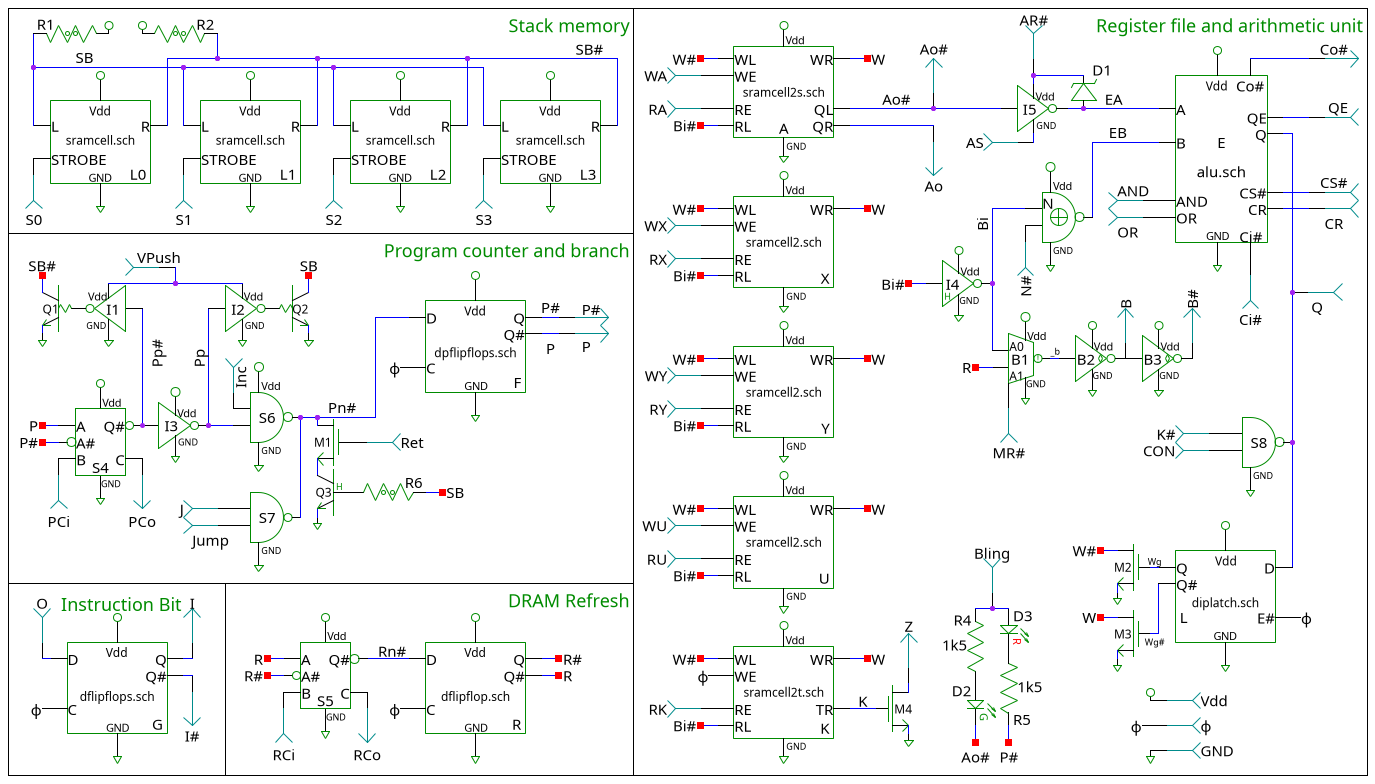 Stack memory
R1
R2
SB
SB#
Vdd
L
R
sramcell.sch
STROBE
GND
L0
S0
Vdd
L
R
sramcell.sch
STROBE
GND
L1
S1
Vdd
L
R
sramcell.sch
STROBE
GND
L2
S2
Vdd
L
R
sramcell.sch
STROBE
GND
L3
S3
Program counter and branch
SB#
VPush
SB
Q1
Vdd
I1
GND
Vdd
I2
GND
Q2
Pp#
Pp
Inc
Vdd
P
P#
A
A#
B
Q#
C
S4
GND
PCi
PCo
Vdd
I3
GND
Vdd
S6
GND
Pn#
M1
Ret
Q3
H
R6
SB
J
Jump
S7
GND
D
Vdd
Q
Q#
dpflipflops.sch
C
GND
F
ϕ
P#
P#
P
P
Instruction Bit
O
I
D
Vdd
Q
Q#
dflipflops.sch
C
GND
G
ϕ
I#
DRAM Refresh
R
R#
Vdd
A
A#
B
Q#
C
S5
GND
RCi
RCo
Rn#
D
Vdd
Q
Q#
dflipflop.sch
C
GND
R
ϕ
R#
R
Register file and arithmetic unit
W#
WA
RA
Bi#
Vdd
WL
WE
RE
RL
WR
QL
QR
sramcell2s.sch
A
GND
W
Ao#
Ao#
Ao
W#
WX
RX
Bi#
Vdd
WL
WE
RE
RL
WR
sramcell2.sch
X
GND
W
W#
WY
RY
Bi#
Vdd
WL
WE
RE
RL
WR
sramcell2.sch
Y
GND
W
W#
WU
RU
Bi#
Vdd
WL
WE
RE
RL
WR
sramcell2.sch
U
GND
W
W#
ϕ
RK
Bi#
Vdd
WL
WE
RE
RL
WR
TR
sramcell2t.sch
K
GND
W
K
Z
M4
AR#
I5
GND
AS
D1
EA
EB
Vdd
N
GND
N#
Bi
Bi#
Vdd
I4
H
GND
R
Vdd
A0
B1
A1
GND
MR#
_b
Vdd
B2
GND
B
Vdd
B3
GND
B#
Vdd
Co#
A
B
E
alu.sch
AND
OR
QE
Q
CS#
CR
Ci#
GND
AND
OR
Co#
QE
CS#
CR
Ci#
Q
K#
CON
Vdd
S8
GND
Bling
R4
1k5
D2
G
Ao#
D3
R
1k5
R5
P#
W#
M2
Wg
W
M3
Wg#
Vdd
Q
Q#
D
diplatch.sch
L
E#
GND
ϕ
Vdd
ϕ
ϕ
GND